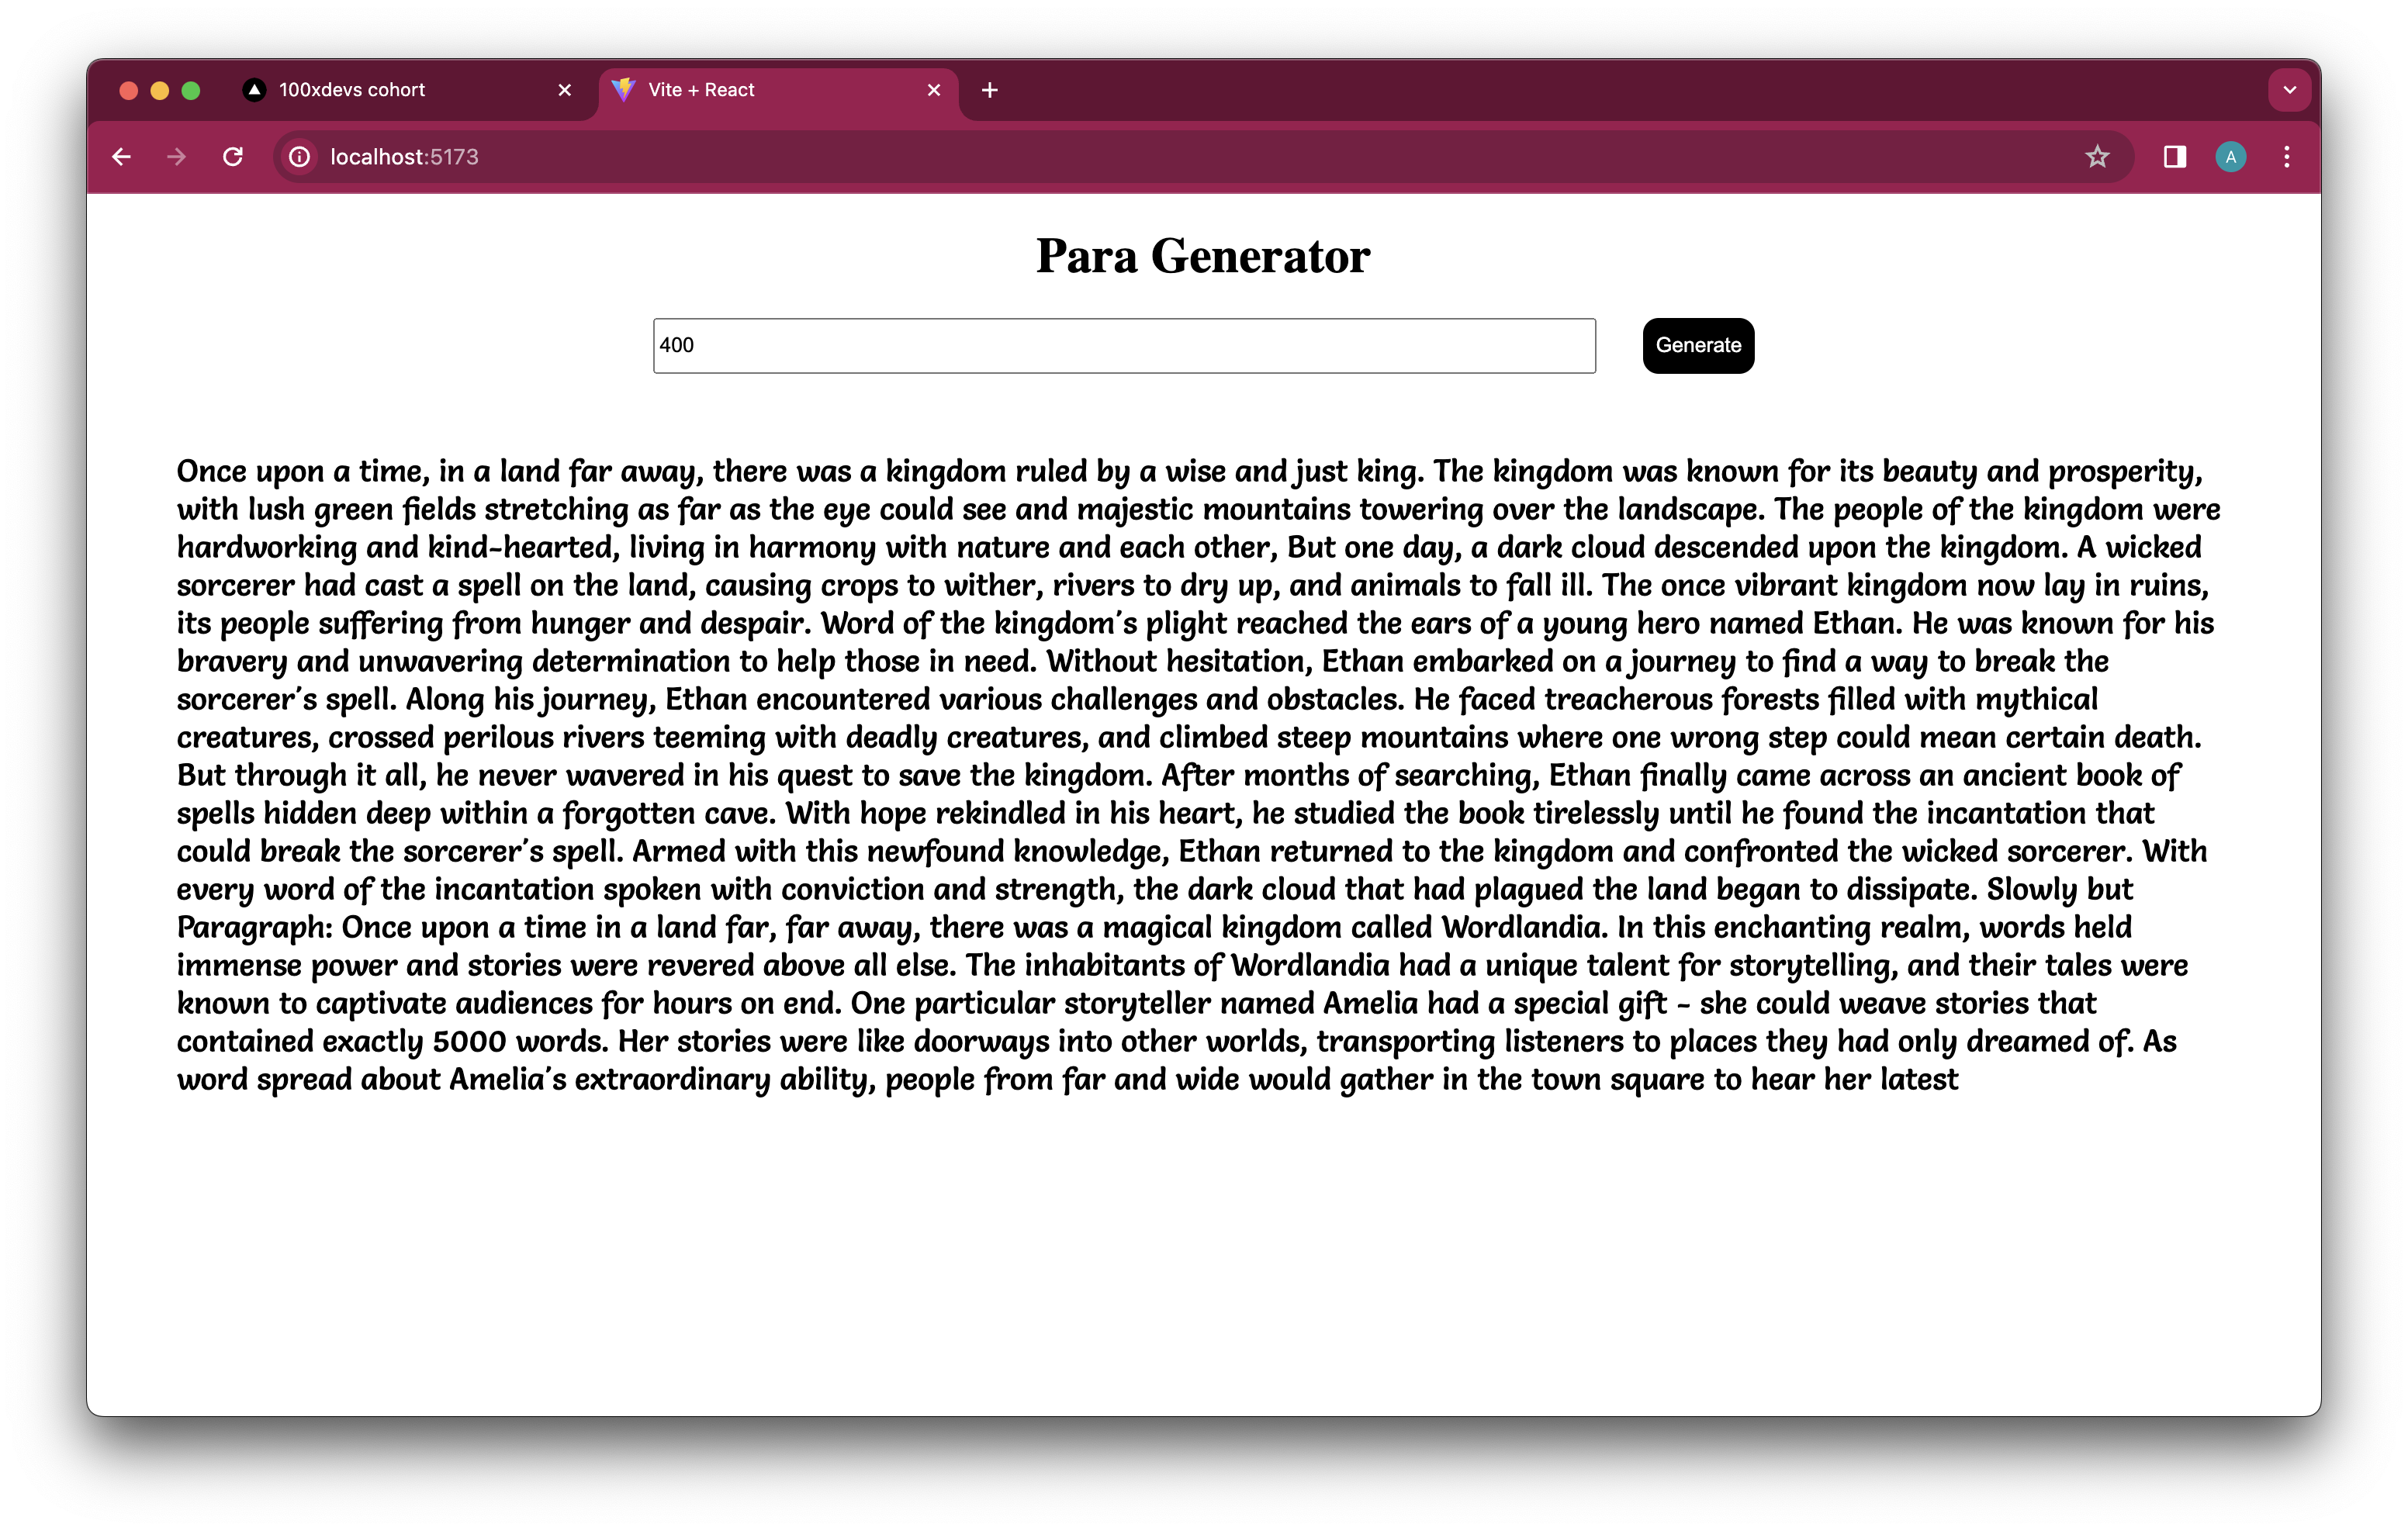 100xdevs cohort
Vite + React
localhost:5173
A
Para Generator
400
Generate
Once upon a time, in a land far away, there was a kingdom ruled by a wise and just king. The kingdom was known for its beauty and prosperity,
with lush green fields stretching as far as the eye could see and majestic mountains towering over the landscape. The people of the kingdom were
hardworking and kind-hearted, living in harmony with nature and each other, But one day, a dark cloud descended upon the kingdom. A wicked
sorcerer had cast a spell on the land, causing crops to wither, rivers to dry up, and animals to fall ill. The once vibrant kingdom now lay in ruins,
its people suffering from hunger and despair. Word of the kingdom's plight reached the ears of a young hero named Ethan. He was known for his
bravery and unwavering determination to help those in need. Without hesitation, Ethan embarked on a journey to find a way to break the
sorcerer's spell. Along his journey, Ethan encountered various challenges and obstacles. He faced treacherous forests filled with mythical
creatures, crossed perilous rivers teeming with deadly creatures, and climbed steep mountains where one wrong step could mean certain death.
But through it all, he never wavered in his quest to save the kingdom. After months of searching, Ethan finally came across an ancient book of
spells hidden deep within a forgotten cave. With hope rekindled in his heart, he studied the book tirelessly until he found the incantation that
could break the sorcerer's spell. Armed with this newfound knowledge, Ethan returned to the kingdom and confronted the wicked sorcerer. With
every word of the incantation spoken with conviction and strength, the dark cloud that had plagued the land began to dissipate. Slowly but
Paragraph: Once upon a time in a land far, far away, there was a magical kingdom called Wordlandia. In this enchanting realm, words held
immense power and stories were revered above all else. The inhabitants of Wordlandia had a unique talent for storytelling, and their tales were
known to captivate audiences for hours on end. One particular storyteller named Amelia had a special gift - she could weave stories that
contained exactly 5000 words. Her stories were like doorways into other worlds, transporting listeners to places they had only dreamed of. As
word spread about Amelia's extraordinary ability, people from far and wide would gather in the town square to hear her latest